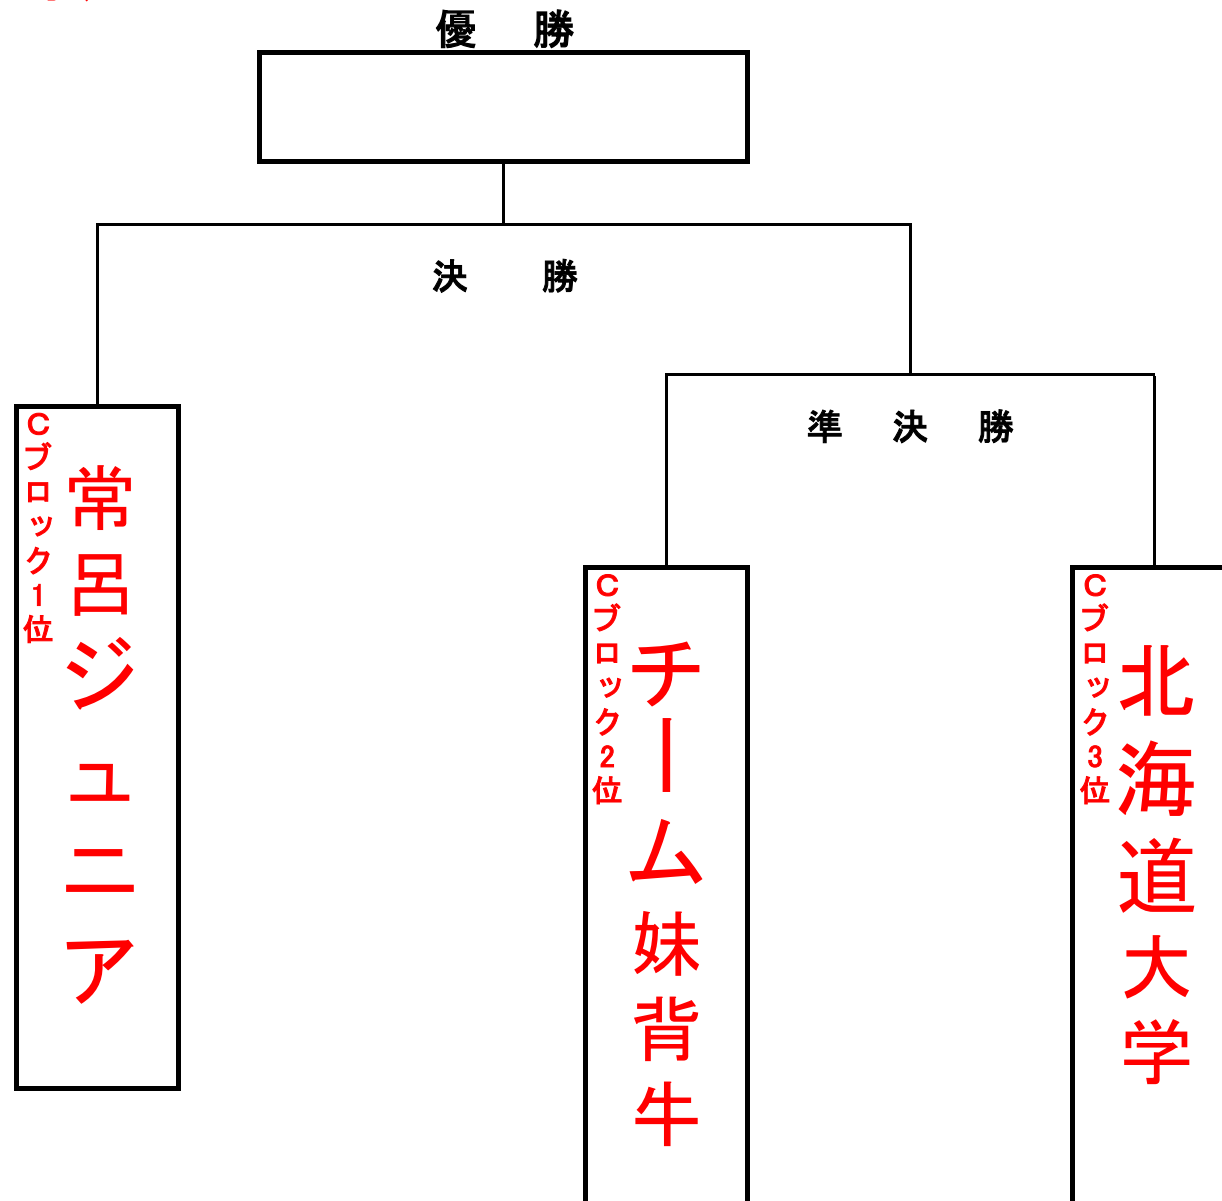 優 勝
決 勝
準 決 勝
Cブロック1位
常呂ジュニア
Cブロック2位
チーム妹背牛
Cブロック3位
北海道大学